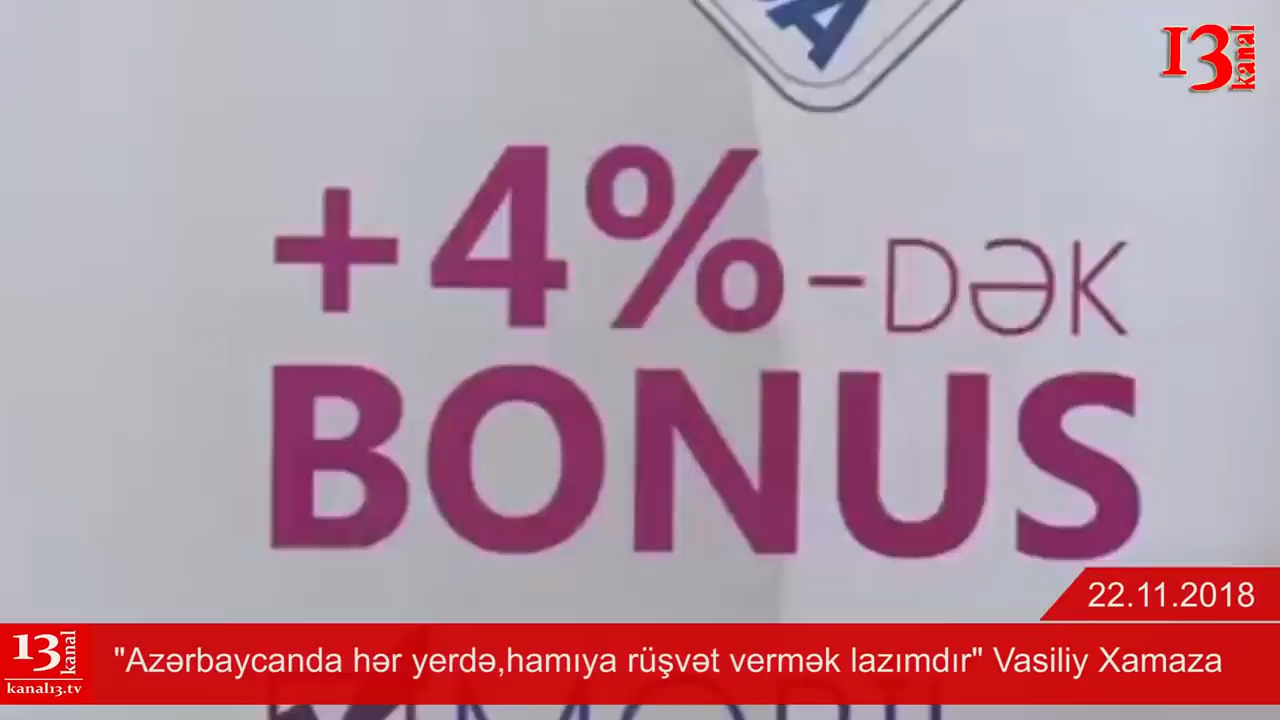 13 kanal
+4%-DƏK
BONUS
22.11.2018
13 kanal
kanal13.tv
"Azərbaycanda hər yerdə,hamıya rüşvət vermək lazımdır" Vasiliy Xamaza